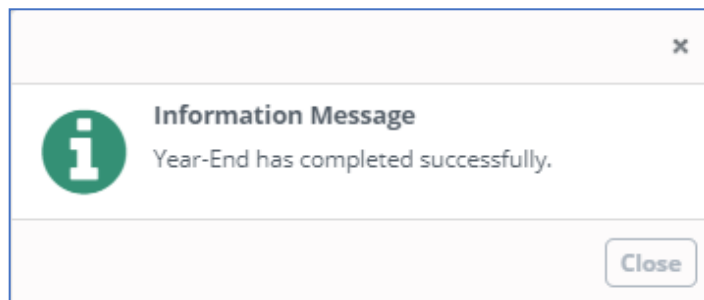 ×
Information Message
Year-End has completed successfully.
Close